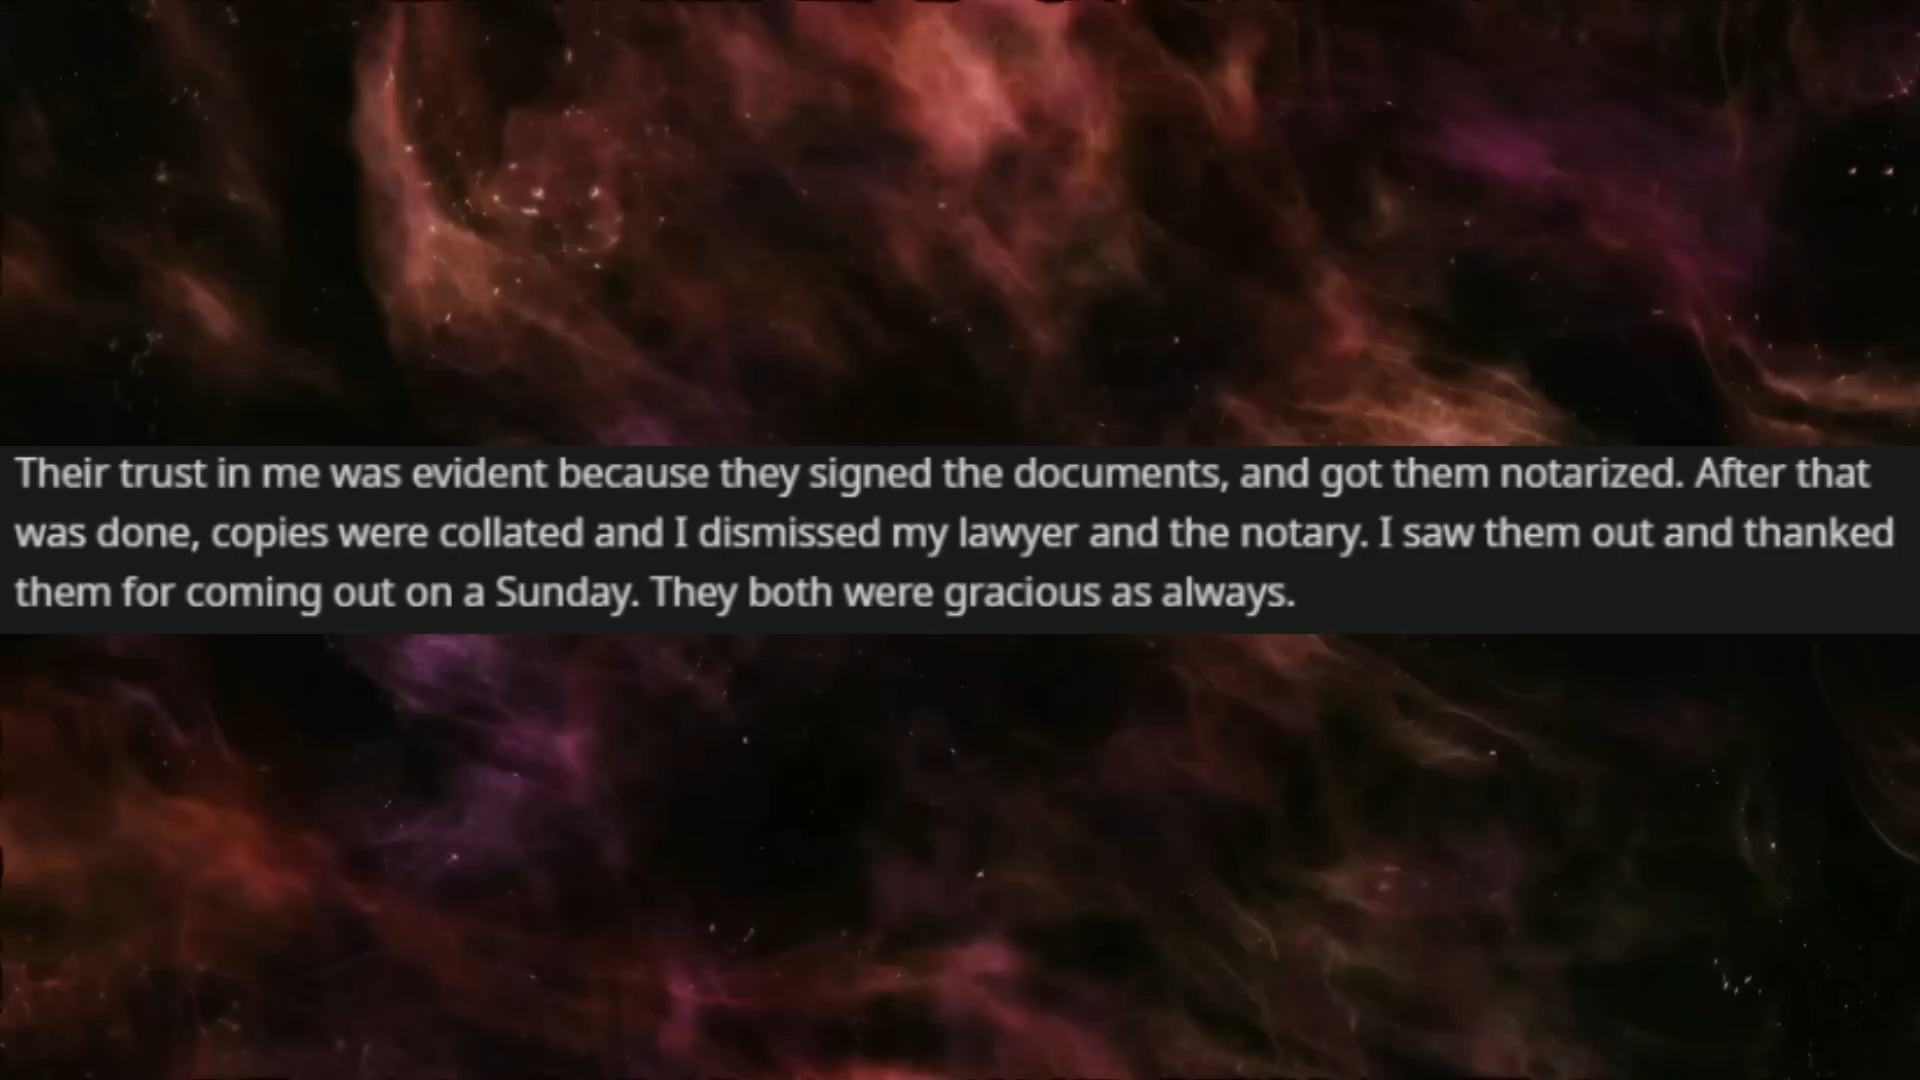 Their trust in me was evident because they signed the documents, and got them notarized. After that
was done, copies were collated and I dismissed my lawyer and the notary. I saw them out and thanked
them for coming out on a Sunday. They both were gracious as always.